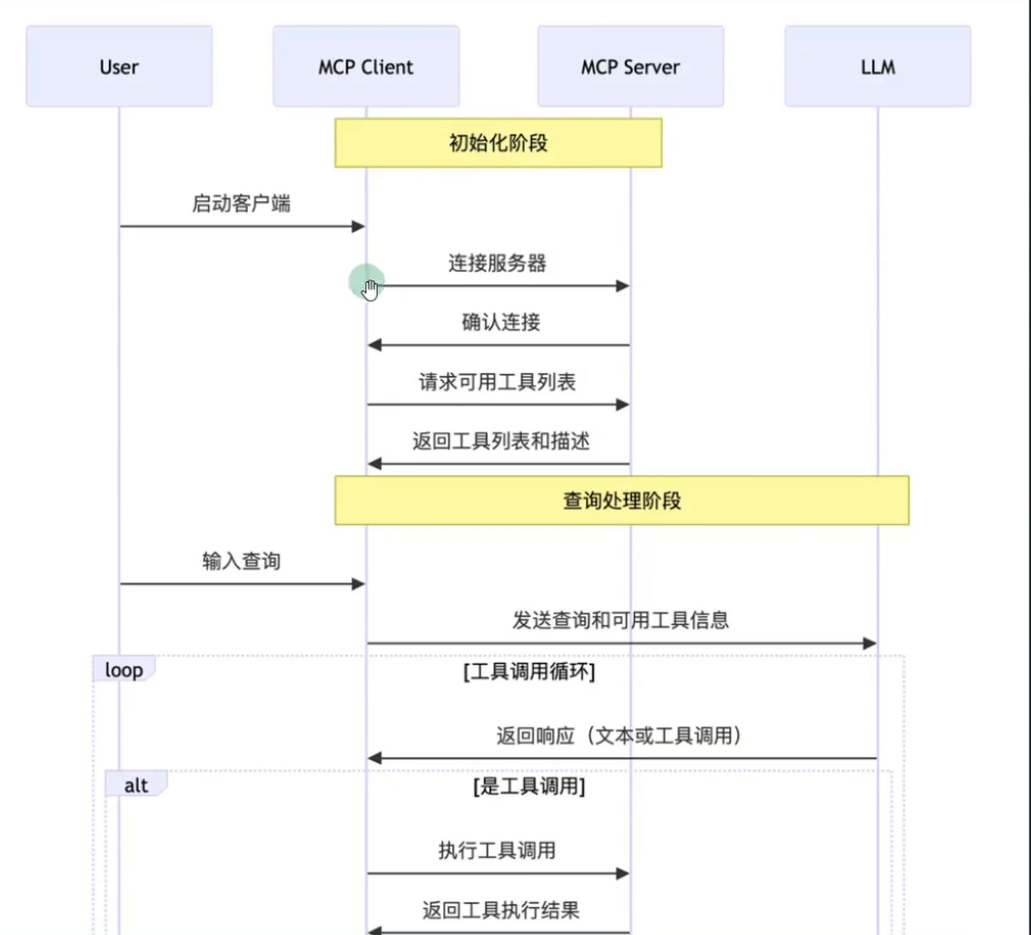 User
MCP Client
MCP Server
LLM
初始化阶段
启动客户端
连接服务器
确认连接
请求可用工具列表
返回工具列表和描述
查询处理阶段
输入查询
发送查询和可用工具信息
loop
[工具调用循环]
返回响应（文本或工具调用）
alt
[是工具调用]
执行工具调用
返回工具执行结果